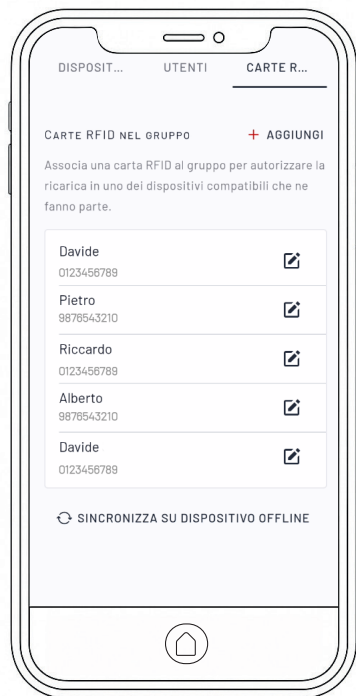 DISPOSIT... UTENTI CARTE R...
CARTE RFID NEL GRUPPO + AGGIUNGI
Associa una carta RFID al gruppo per autorizzare la
ricarica in uno dei dispositivi compatibili che ne
fanno parte.
Davide
0123456789
Pietro
9876543210
Riccardo
0123456789
Alberto
9876543210
Davide
0123456789
SINCRONIZZA SU DISPOSITIVO OFFLINE